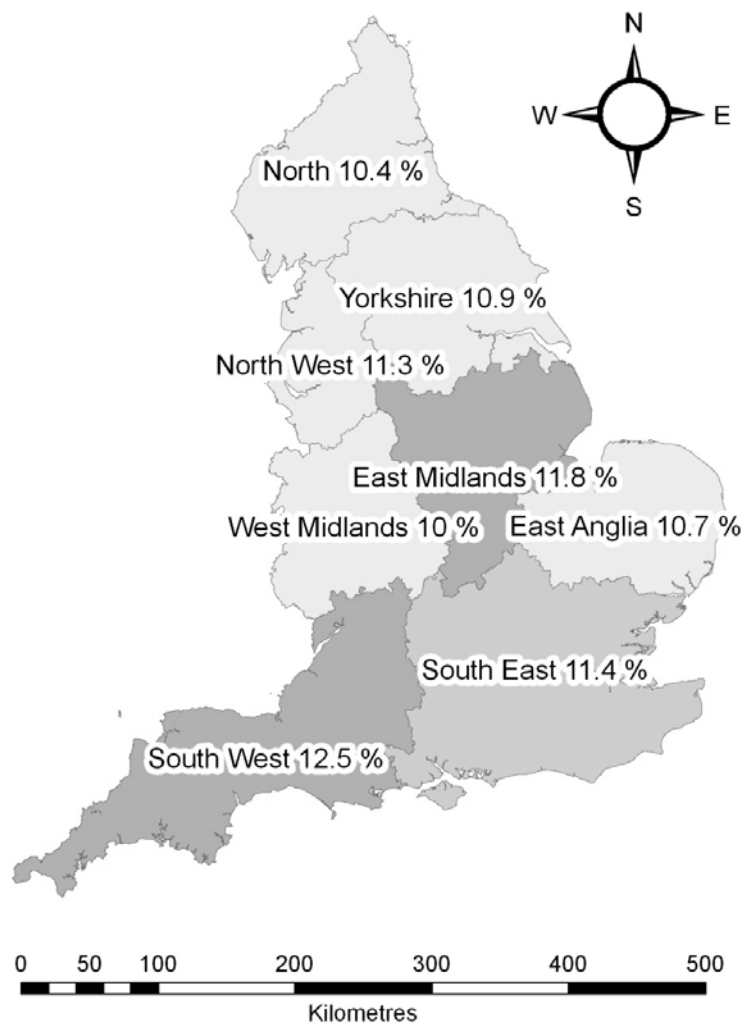 N
W E
S
North 10.4 %
Yorkshire 10.9 %
North West 11.3 %
East Midlands 11.8 %
West Midlands 10 %
East Anglia 10.7 %
South East 11.4 %
South West 12.5 %
0 50 100 200 300 400 500
Kilometres